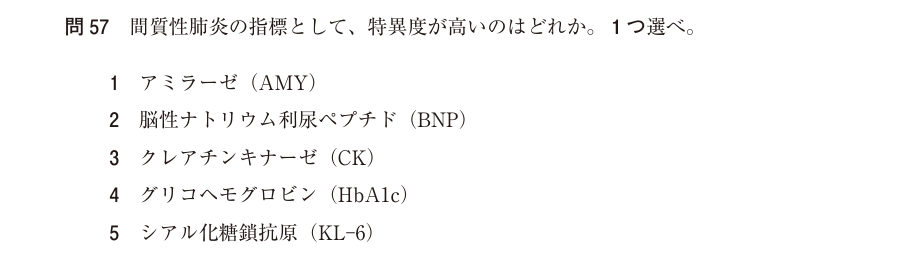 問 57 間質性肺炎の指標として、特異度が高いのはどれか。1つ選べ。
1 アミラーゼ（AMY）
2 脳性ナトリウム利尿ペプチド（BNP）
3 クレアチンキナーゼ（CK）
4 グリコヘモグロビン（HbA1c）
5 シアル化糖鎖抗原（KL-6）